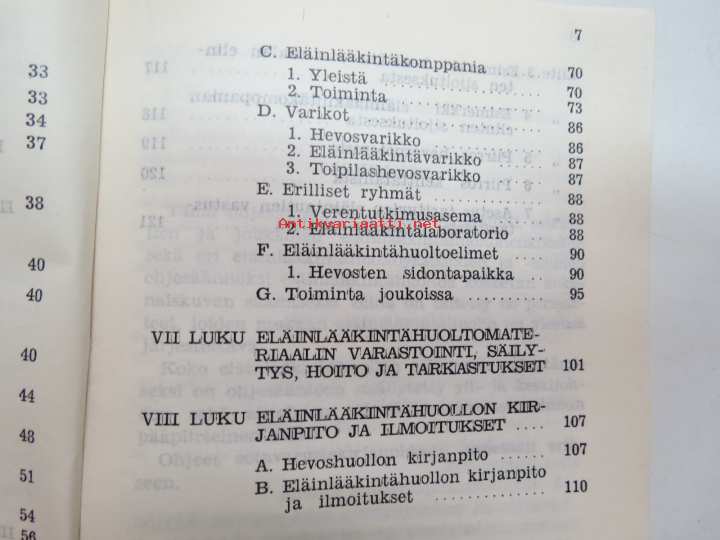 7
C. Eläinlääkintäkomppania 70
1. Yleistä 70
2. Toiminta 73
D. Varikot 86
1. Hevosvarikko 86
2. Eläinlääkintävarikko 87
3. Toipilashevosvarikko 87
E. Erilliset ryhmät 88
1. Verentutkimusasema 88
2. Eläinlääkintälaboratorio 88
F. Eläinlääkintähuoltoelimet 90
1. Hevosten sidontapaikka 90
G. Toiminta joukoissa 95
VII LUKU ELÄINLÄÄKINTÄHUOLTOMATE-
RIAALIN VARASTOINTI, SÄILY-
TYS, HOITO JA TARKASTUKSET 101
VIII LUKU ELÄINLÄÄKINTÄHUOLLON KIR-
JANPITO JA ILMOITUKSET .... 107
A. Hevoshuollon kirjanpito ...... 107
B. Eläinlääkintähuollon kirjanpito
ja ilmoitukset .............. 110
33
33
34
37
38
40
40
40
44
48
51
54
56
Antikvariaatti.net